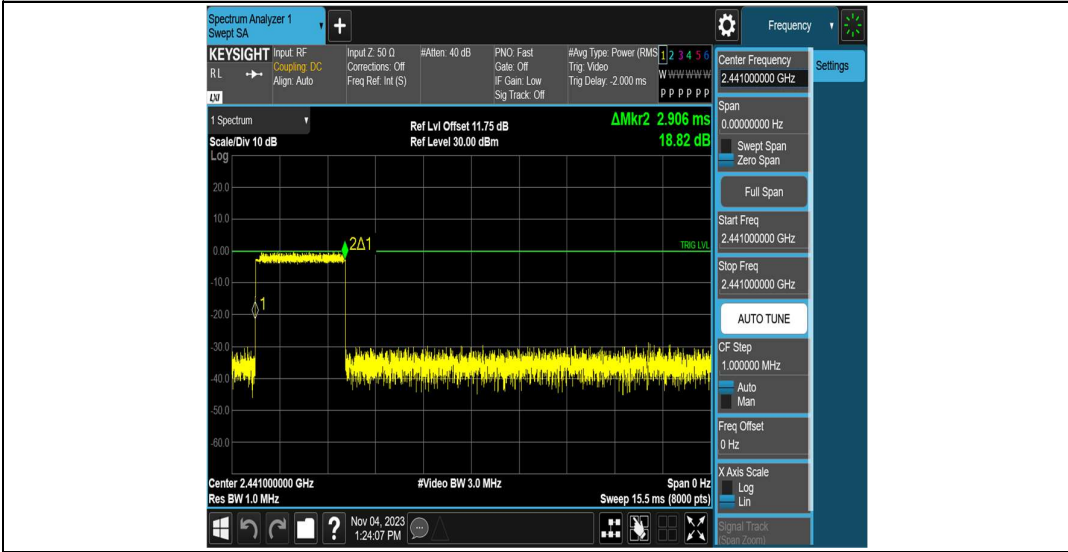 Spectrum Analyzer 1
Swept SA
Frequency
KEYSIGHT
RL
LXI
Input: RF
Coupling: DC
Align: Auto
Input Z: 50 Ω
Corrections: Off
Freq Ref: Int (S)
#Atten: 40 dB
PNO: Fast
Gate: Off
IF Gain: Low
Sig Track: Off
#Avg Type: Power (RMS
Trig: Video
Trig Delay: -2.000 ms
1 2 3 4 5 6
W W W W W W
P P P P P P
1 Spectrum
Scale/Div 10 dB
Log
Ref Lvl Offset 11.75 dB
Ref Level 30.00 dBm
ΔMkr2 2.906 ms
18.82 dB
20.0
10.0
0.00
-10.0
-20.0
-30.0
-40.0
-50.0
-60.0
2Δ1
1
TRIG LVL
Center 2.441000000 GHz
Res BW 1.0 MHz
#Video BW 3.0 MHz
Span 0 Hz
Sweep 15.5 ms (8000 pts)
Center Frequency
2.441000000 GHz
Settings
Span
0.00000000 Hz
Swept Span
Zero Span
Full Span
Start Freq
2.441000000 GHz
Stop Freq
2.441000000 GHz
AUTO TUNE
CF Step
1.000000 MHz
Auto
Man
Freq Offset
0 Hz
X Axis Scale
Log
Lin
Signal Track
(Span Zoom)
?
Nov 04, 2023
1:24:07 PM